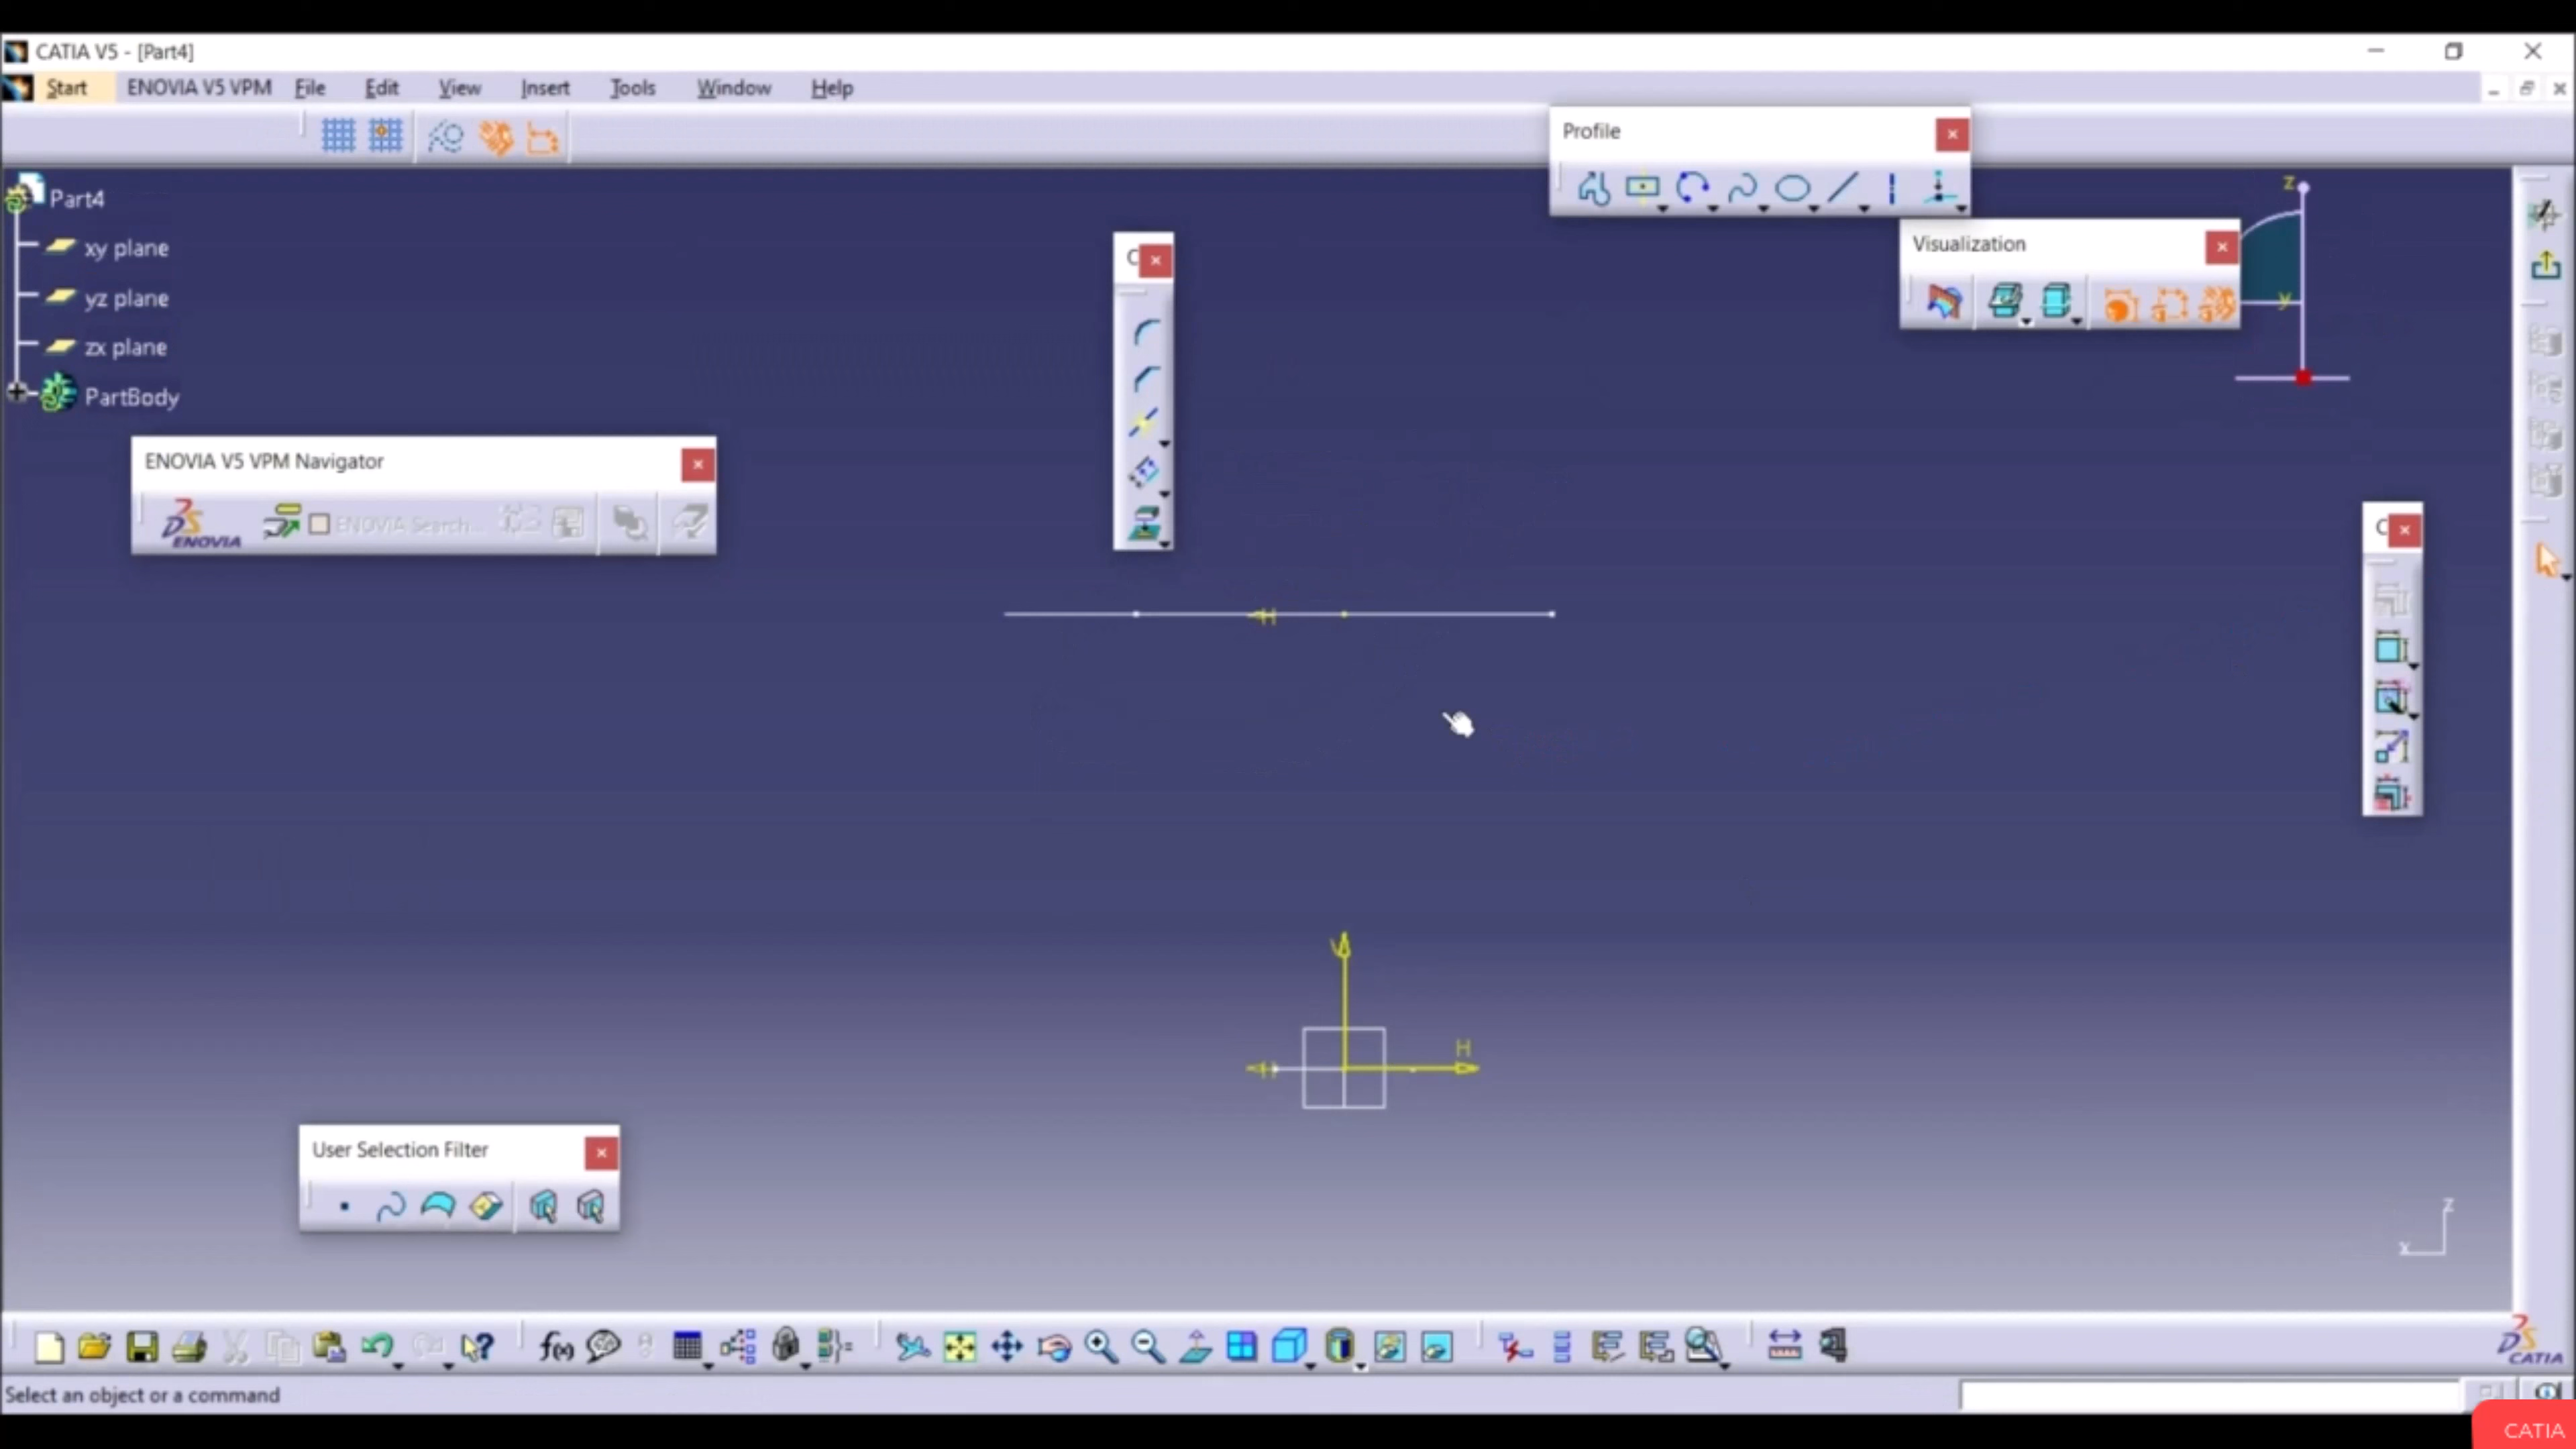 CATIA V5 - [Part4]
Start ENOVIA V5 VPM File Edit View Insert Tools Window Help
Profile
Part4
xy plane
yz plane
zx plane
PartBody
Visualization
z
y
C
ENOVIA V5 VPM Navigator
ENOVIA
ENOVIA Search...
C
H
V
H
H
User Selection Filter
z
x
f(x)
CATIA
Select an object or a command
CATIA